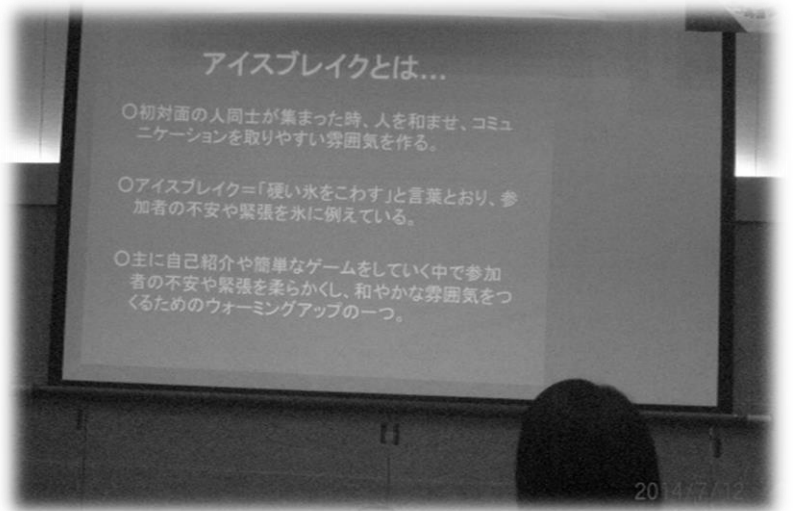 アイスブレイクとは…
○初対面の人同士が集まった時、人を和ませ、コミュ
ニケーションを取りやすい雰囲気を作る。
○アイスブレイク=「硬い氷をこわす」と言葉とおり、参
加者の不安や緊張を氷に例えている。
○主に自己紹介や簡単なゲームをしていく中で参加
者の不安や緊張を柔らかくし、和やかな雰囲気をつ
くるためのウォーミングアップの一つ。
2014/7/12